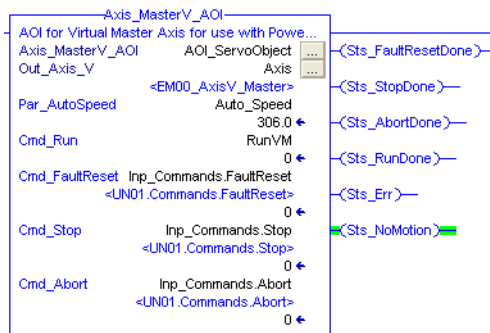 Axis_MasterV_AOI
AOI for Virtual Master Axis for use with Powe...
Axis_MasterV_AOI AOI_ServoObject ... (Sts_FaultResetDone)
Out_Axis_V Axis ...
<EM00_AxisV_Master> (Sts_StopDone)
Par_AutoSpeed Auto_Speed
306.0 (Sts_AbortDone)
Cmd_Run RunVM
0 (Sts_RunDone)
Cmd_FaultReset Inp_Commands.FaultReset
<UN01.Commands.FaultReset> (Sts_Err)
0
Cmd_Stop Inp_Commands.Stop (Sts_NoMotion)
<UN01.Commands.Stop>
0
Cmd_Abort Inp_Commands.Abort
<UN01.Commands.Abort>
0